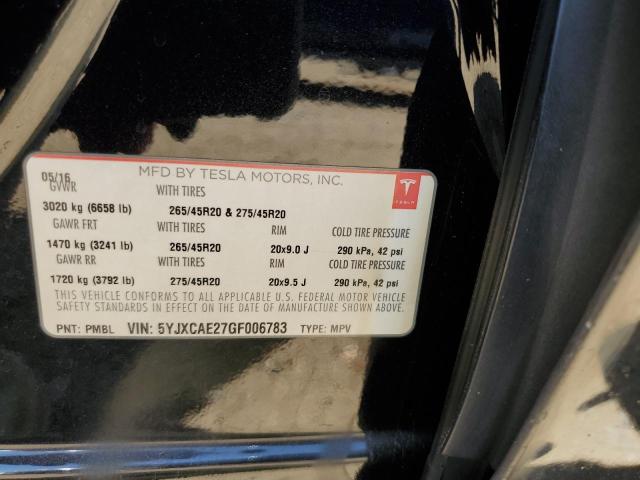 05/16 MFD BY TESLA MOTORS, INC.
GVWR WITH TIRES
3020 kg (6658 lb) 265/45R20 & 275/45R20
GAWR FRT WITH TIRES RIM COLD TIRE PRESSURE
1470 kg (3241 lb) 265/45R20 20x9.0 J 290 kPa, 42 psi
GAWR RR WITH TIRES RIM COLD TIRE PRESSURE
1720 kg (3792 lb) 275/45R20 20x9.5 J 290 kPa, 42 psi
THIS VEHICLE CONFORMS TO ALL APPLICABLE U.S. FEDERAL MOTOR VEHICLE
SAFETY STANDARDS IN EFFECT ON THE DATE OF MANUFACTURE SHOWN ABOVE.
PNT: PMBL VIN: 5YJXCAE27GF006783 TYPE: MPV
TESLA